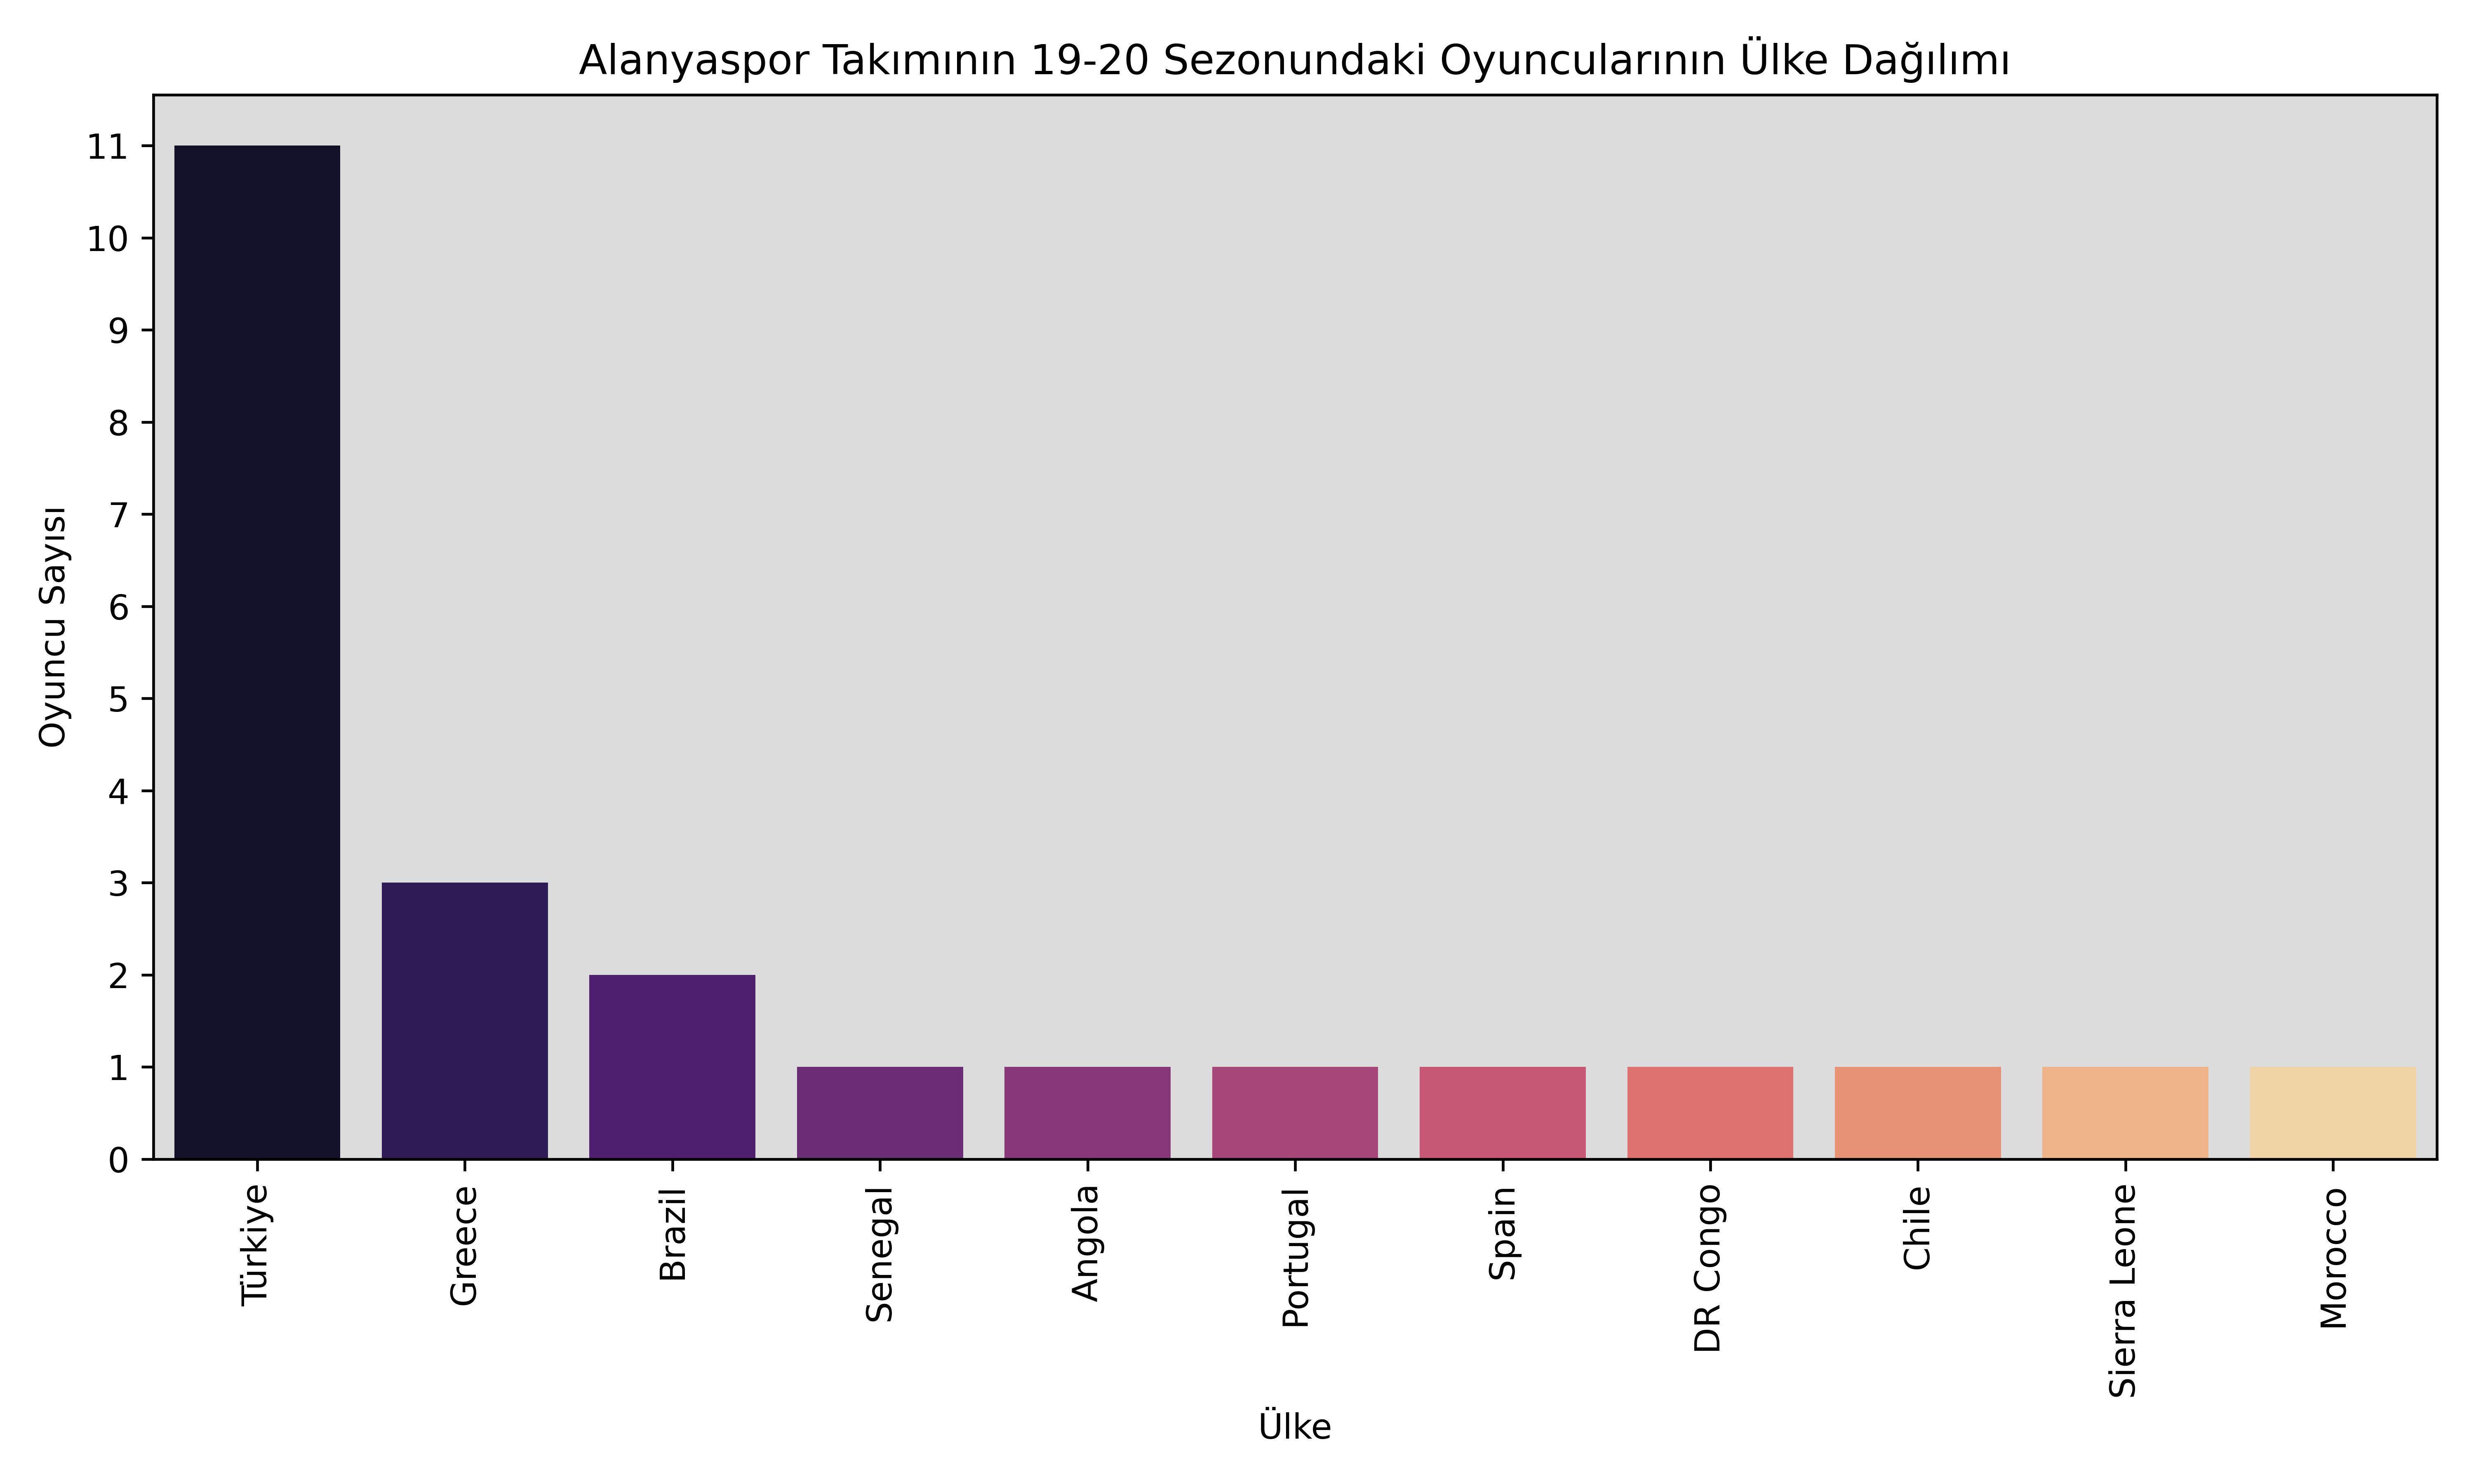 Alanyaspor Takımının 19-20 Sezonundaki Oyuncularının Ülke Dağılımı
Oyuncu Sayısı
11
10
9
8
7
6
5
4
3
2
1
0
Türkiye
Greece
Brazil
Senegal
Angola
Portugal
Spain
DR Congo
Chile
Sierra Leone
Morocco
Ülke